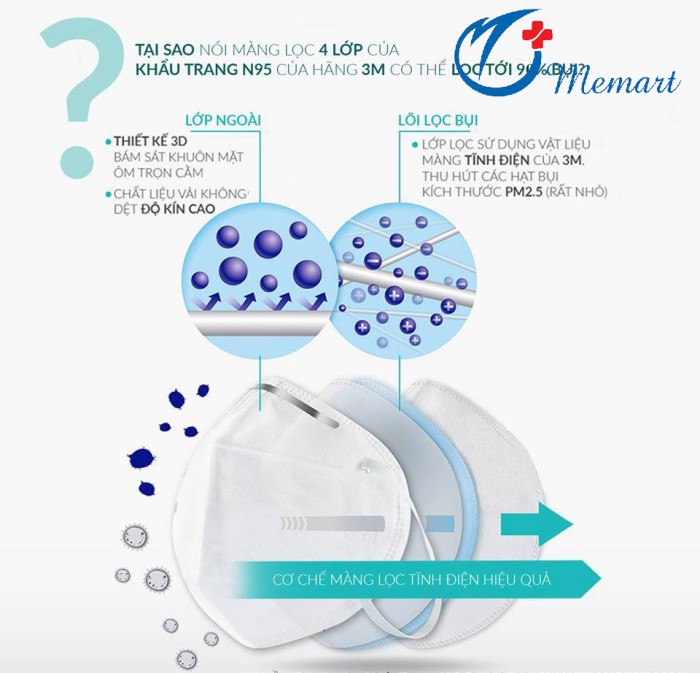 TẠI SAO NÓI MÀNG LỌC 4 LỚP CỦA
KHẨU TRANG N95 CỦA HÃNG 3M CÓ THỂ LỌC TỚI 90% BỤI?
Memart
LỚP NGOÀI
THIẾT KẾ 3D
BÁM SÁT KHUÔN MẶT
ÔM TRỌN CẰM
CHẤT LIỆU VẢI KHÔNG
DỆT ĐỘ KÍN CAO
LÕI LỌC BỤI
LỚP LỌC SỬ DỤNG VẬT LIỆU
MÀNG TĨNH ĐIỆN CỦA 3M.
THU HÚT CÁC HẠT BỤI
KÍCH THƯỚC PM2.5 (RẤT NHỎ)
CƠ CHẾ MÀNG LỌC TĨNH ĐIỆN HIỆU QUẢ